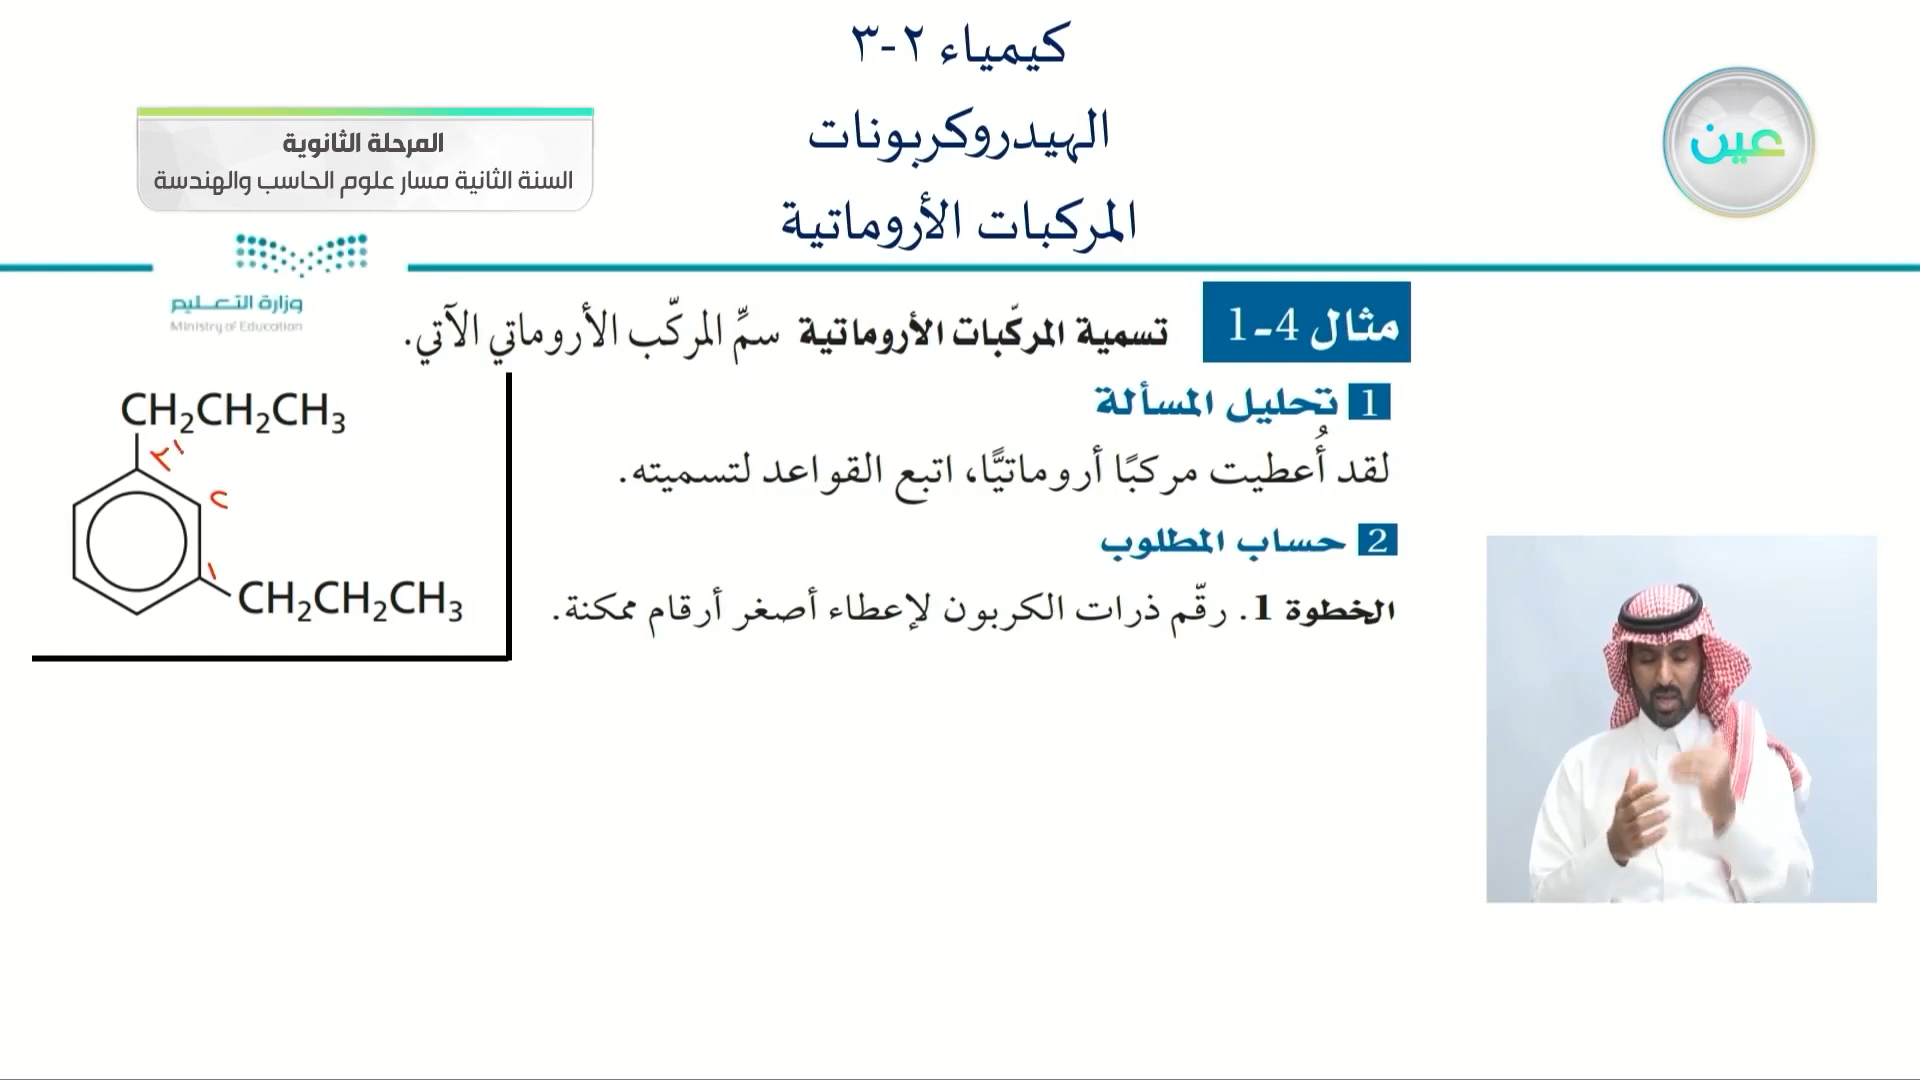 كيمياء ٢-٣
الهيدروكربونات
المركبات الأروماتية
عين
المرحلة الثانوية
السنة الثانية مسار علوم الحاسب والهندسة
وزارة التعليم
Ministry of Education
مثال 4-1 تسمية المركّبات الأروماتية سمِّ المركّب الأروماتي الآتي.
1 تحليل المسألة
لقد أُعطيت مركبًا أروماتيًّا، اتبع القواعد لتسميته.
2 حساب المطلوب
الخطوة 1. رقّم ذرات الكربون لإعطاء أصغر أرقام ممكنة.
CH₂CH₂CH₃
CH₂CH₂CH₃